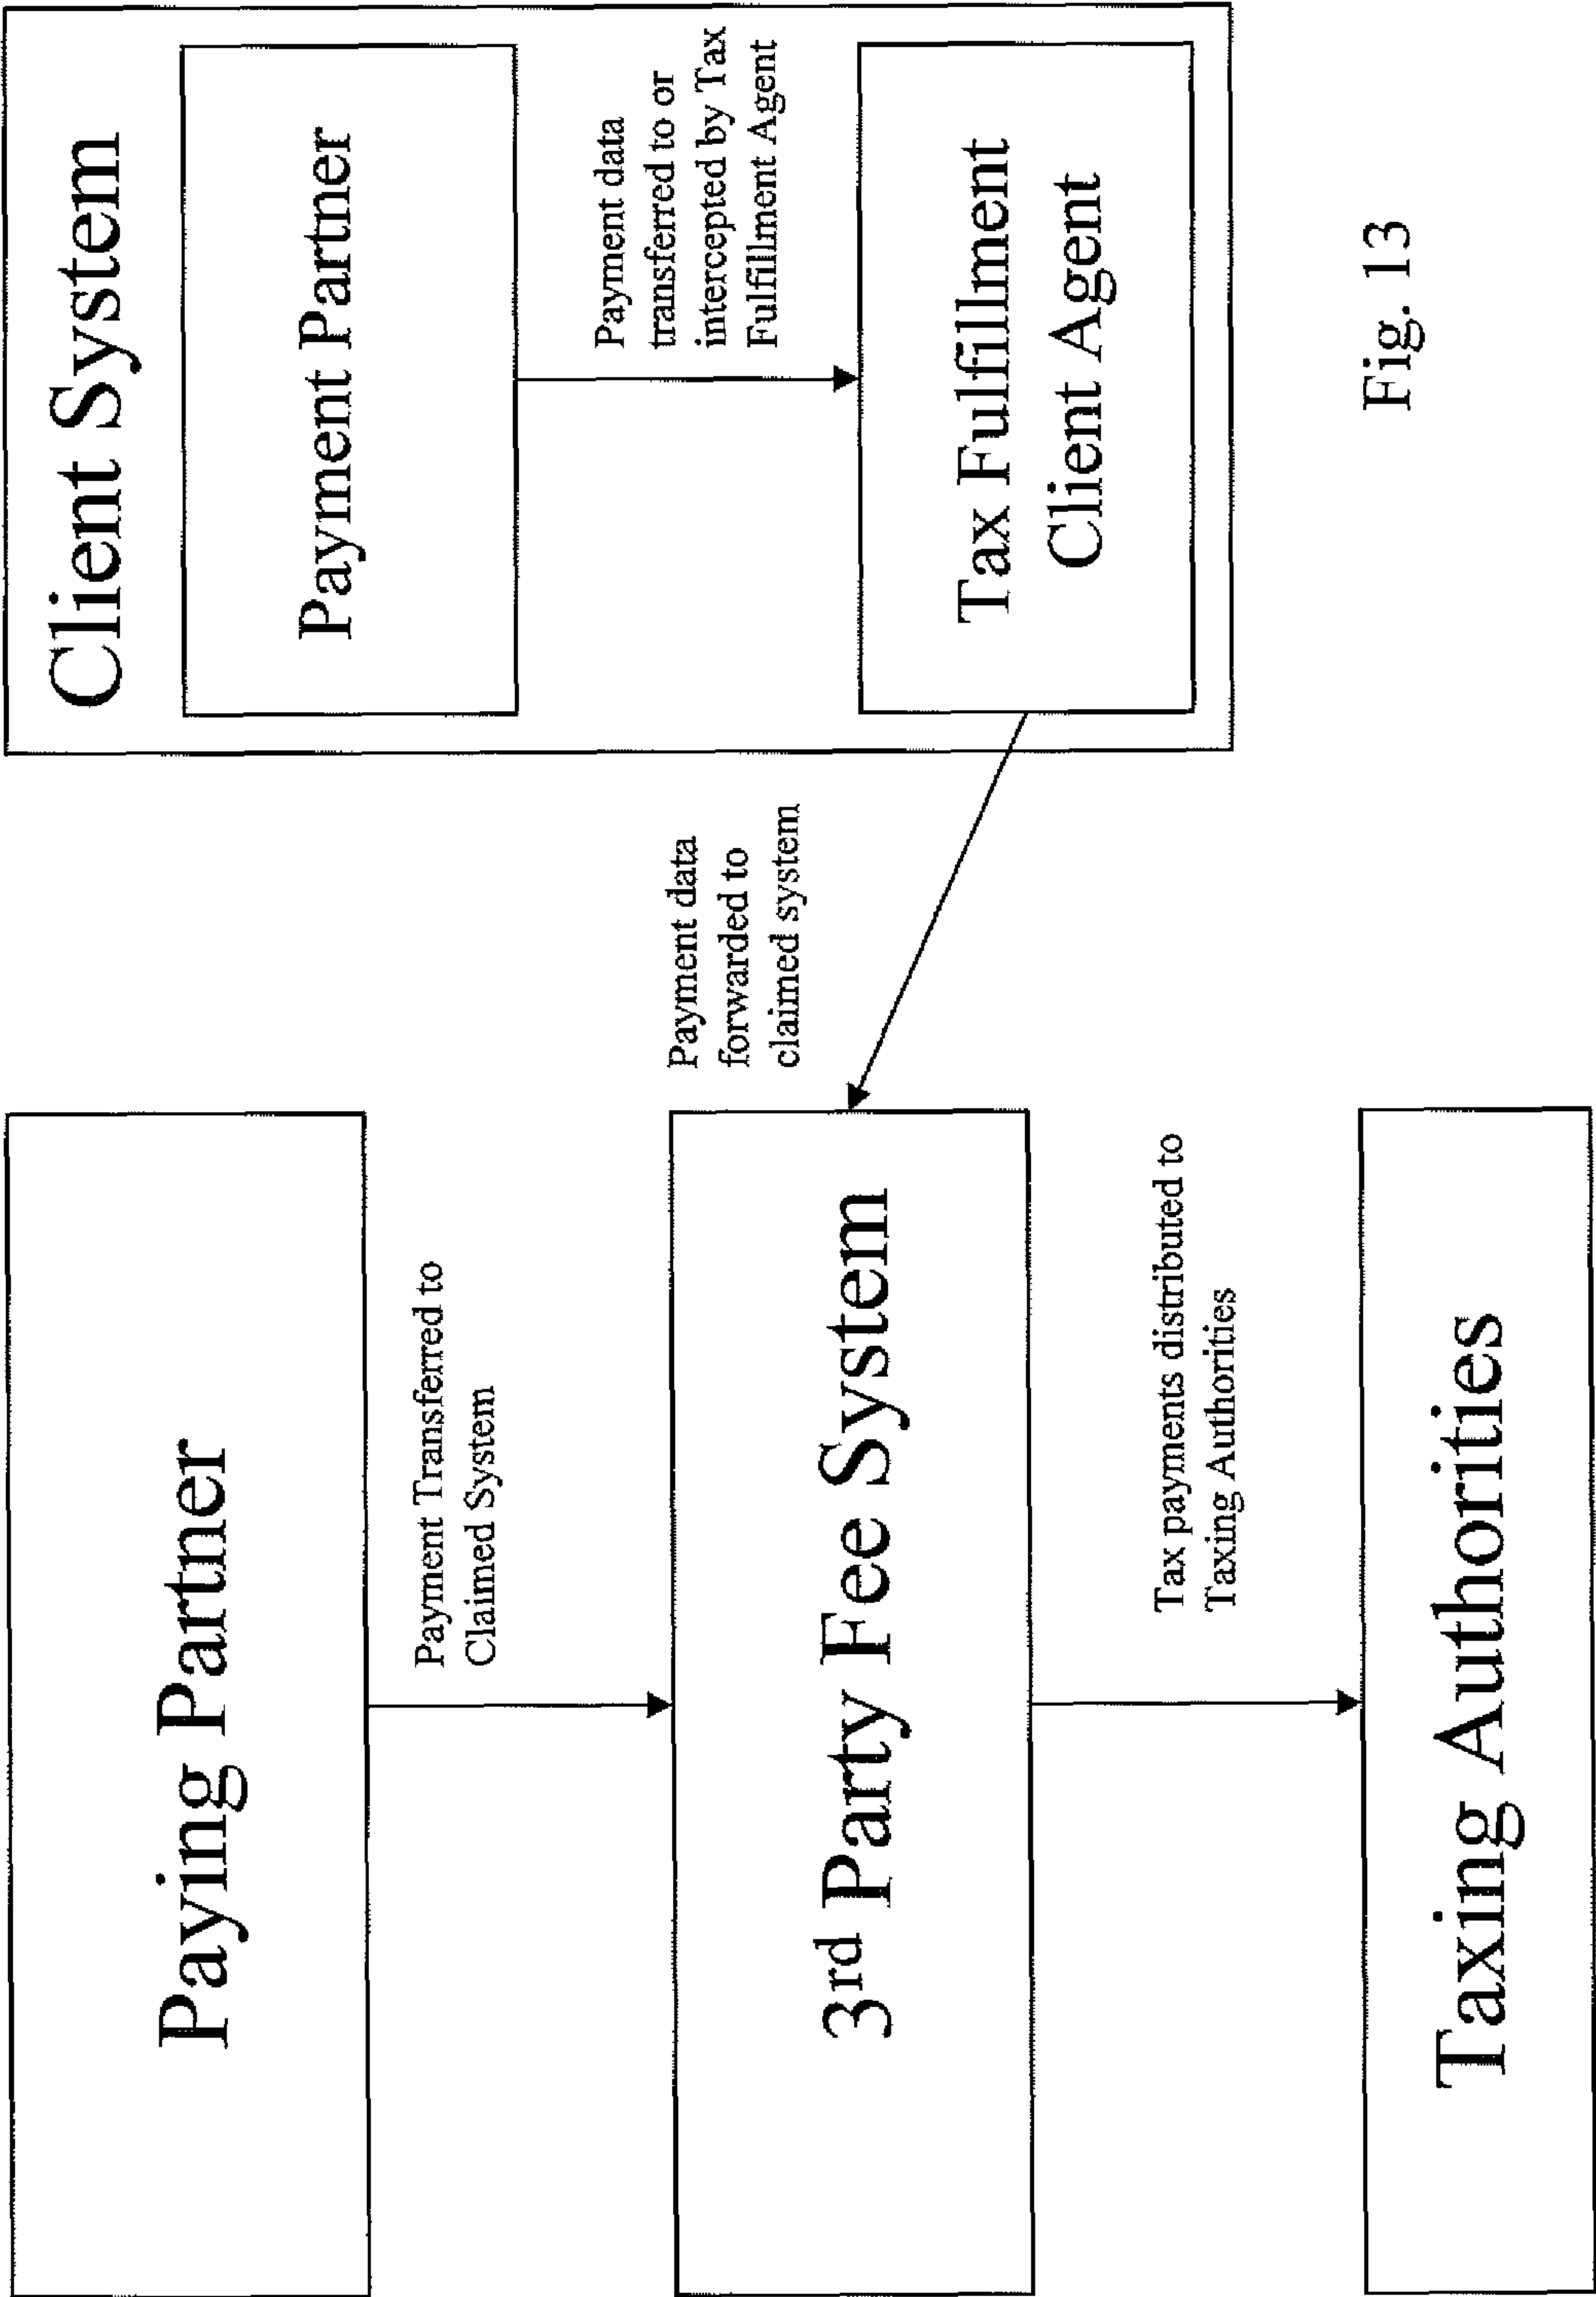 Paying Partner
Payment Transferred to
Claimed System
3rd Party Fee System
Tax payments distributed to
Taxing Authorities
Taxing Authorities
Payment data
forwarded to
claimed system
Client System
Payment Partner
Payment data
transferred to or
intercepted by Tax
Fulfillment Agent
Tax Fulfillment
Client Agent
Fig. 13